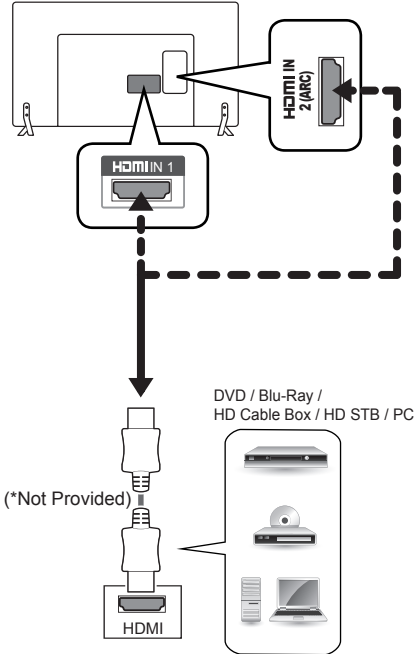 HDMI IN
2 (ARC)
HDMI IN 1
DVD / Blu-Ray /
HD Cable Box / HD STB / PC
(*Not Provided)
HDMI